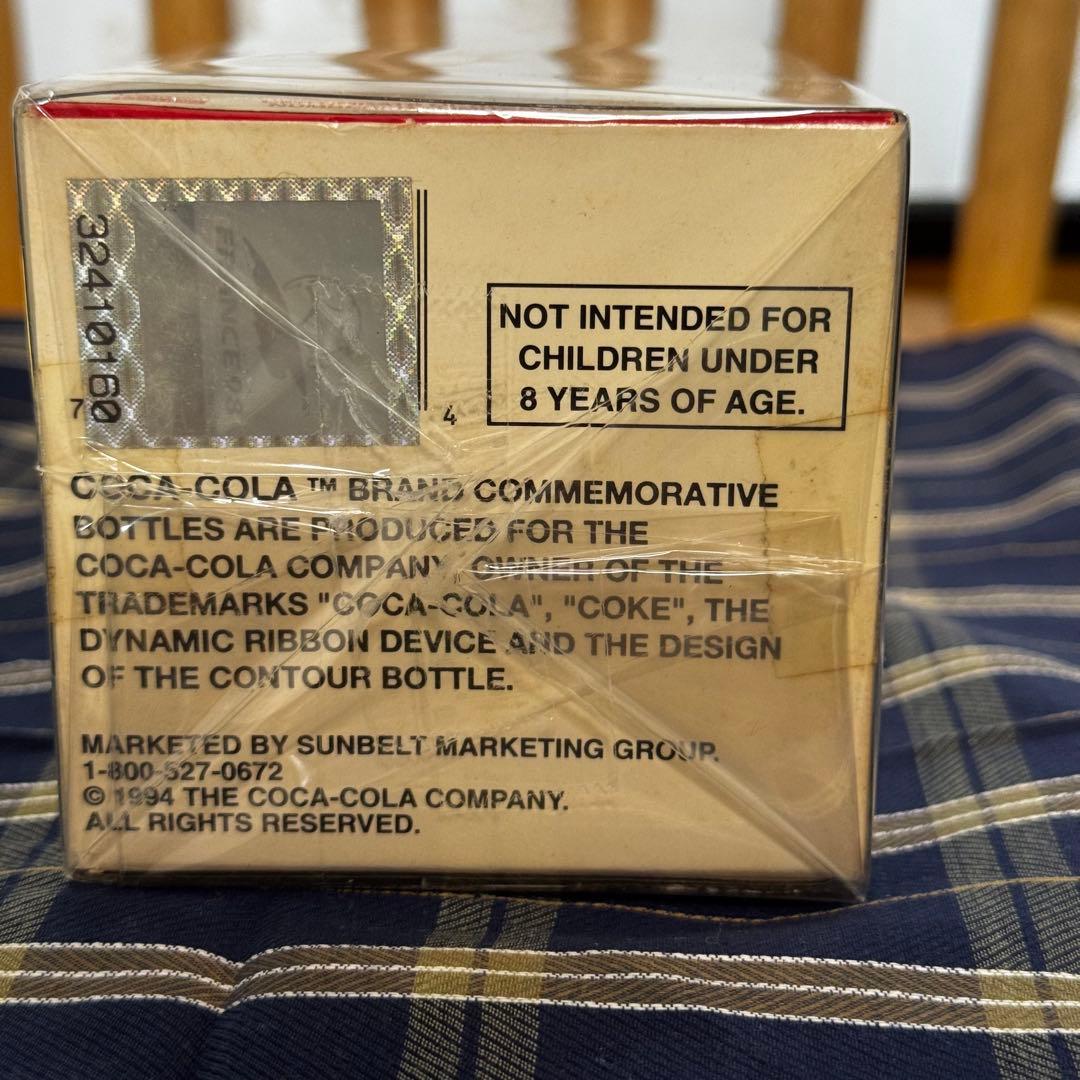 32410160
7 4
NOT INTENDED FOR
CHILDREN UNDER
8 YEARS OF AGE.
COCA-COLA ™ BRAND COMMEMORATIVE
BOTTLES ARE PRODUCED FOR THE
COCA-COLA COMPANY, OWNER OF THE
TRADEMARKS "COCA-COLA", "COKE", THE
DYNAMIC RIBBON DEVICE AND THE DESIGN
OF THE CONTOUR BOTTLE.
MARKETED BY SUNBELT MARKETING GROUP.
1-800-527-0672
© 1994 THE COCA-COLA COMPANY.
ALL RIGHTS RESERVED.